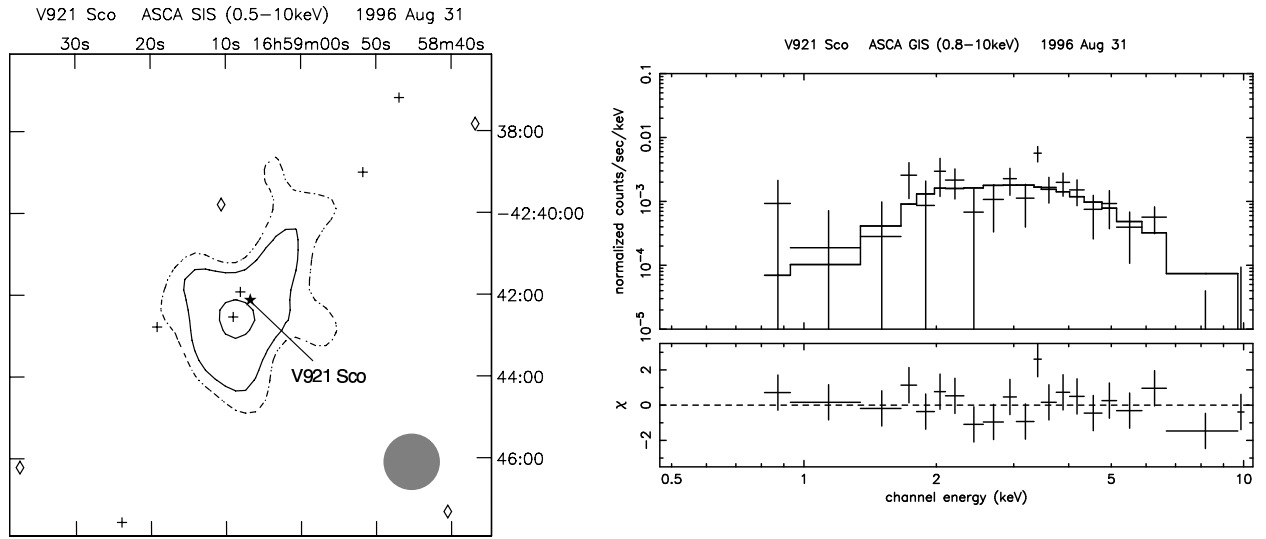 V921 Sco ASCA SIS (0.5−10keV) 1996 Aug 31
30s 20s 10s 16h59m00s 50s 58m40s
38:00
−42:40:00
42:00
44:00
46:00
V921 Sco
V921 Sco ASCA GIS (0.8−10keV) 1996 Aug 31
normalized counts/sec/keV
0.1
0.01
10−3
10−4
10−5
χ
2
0
−2
0.5 1 2 5 10
channel energy (keV)